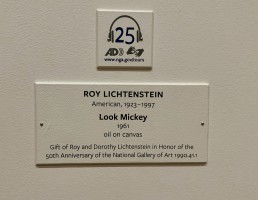 25
AD
www.nga.gov/tours
ROY LICHTENSTEIN
American, 1923–1997
Look Mickey
1961
oil on canvas
Gift of Roy and Dorothy Lichtenstein in Honor of the
50th Anniversary of the National Gallery of Art 1990.41.1